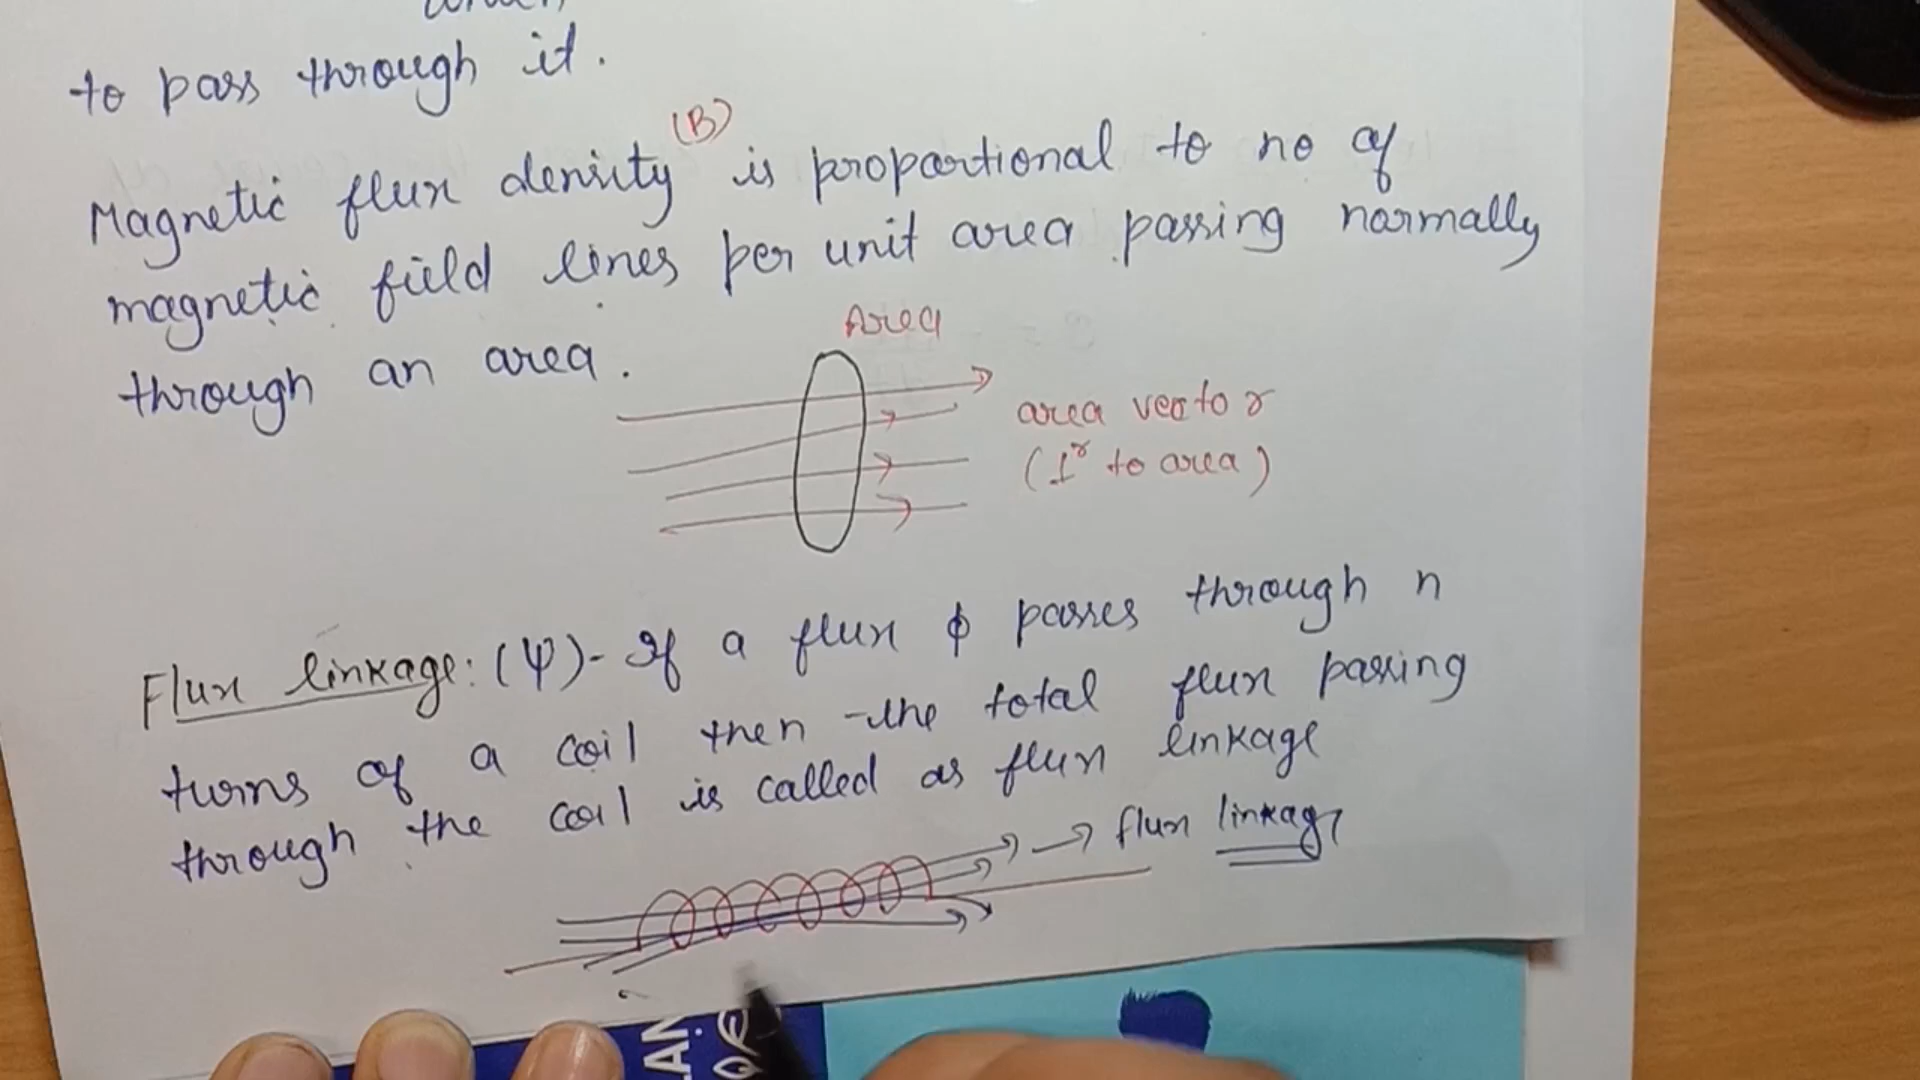 to pass through it.
(B)
Magnetic flux density is proportional to no of
magnetic field lines per unit area passing normally
through an area.
Area
area vector
(⊥r to area)
Flux linkage: (ψ)- If a flux ϕ passes through n
turns of a coil then the total flux passing
through the coil is called as flux linkage
→ flux linkage
LAN